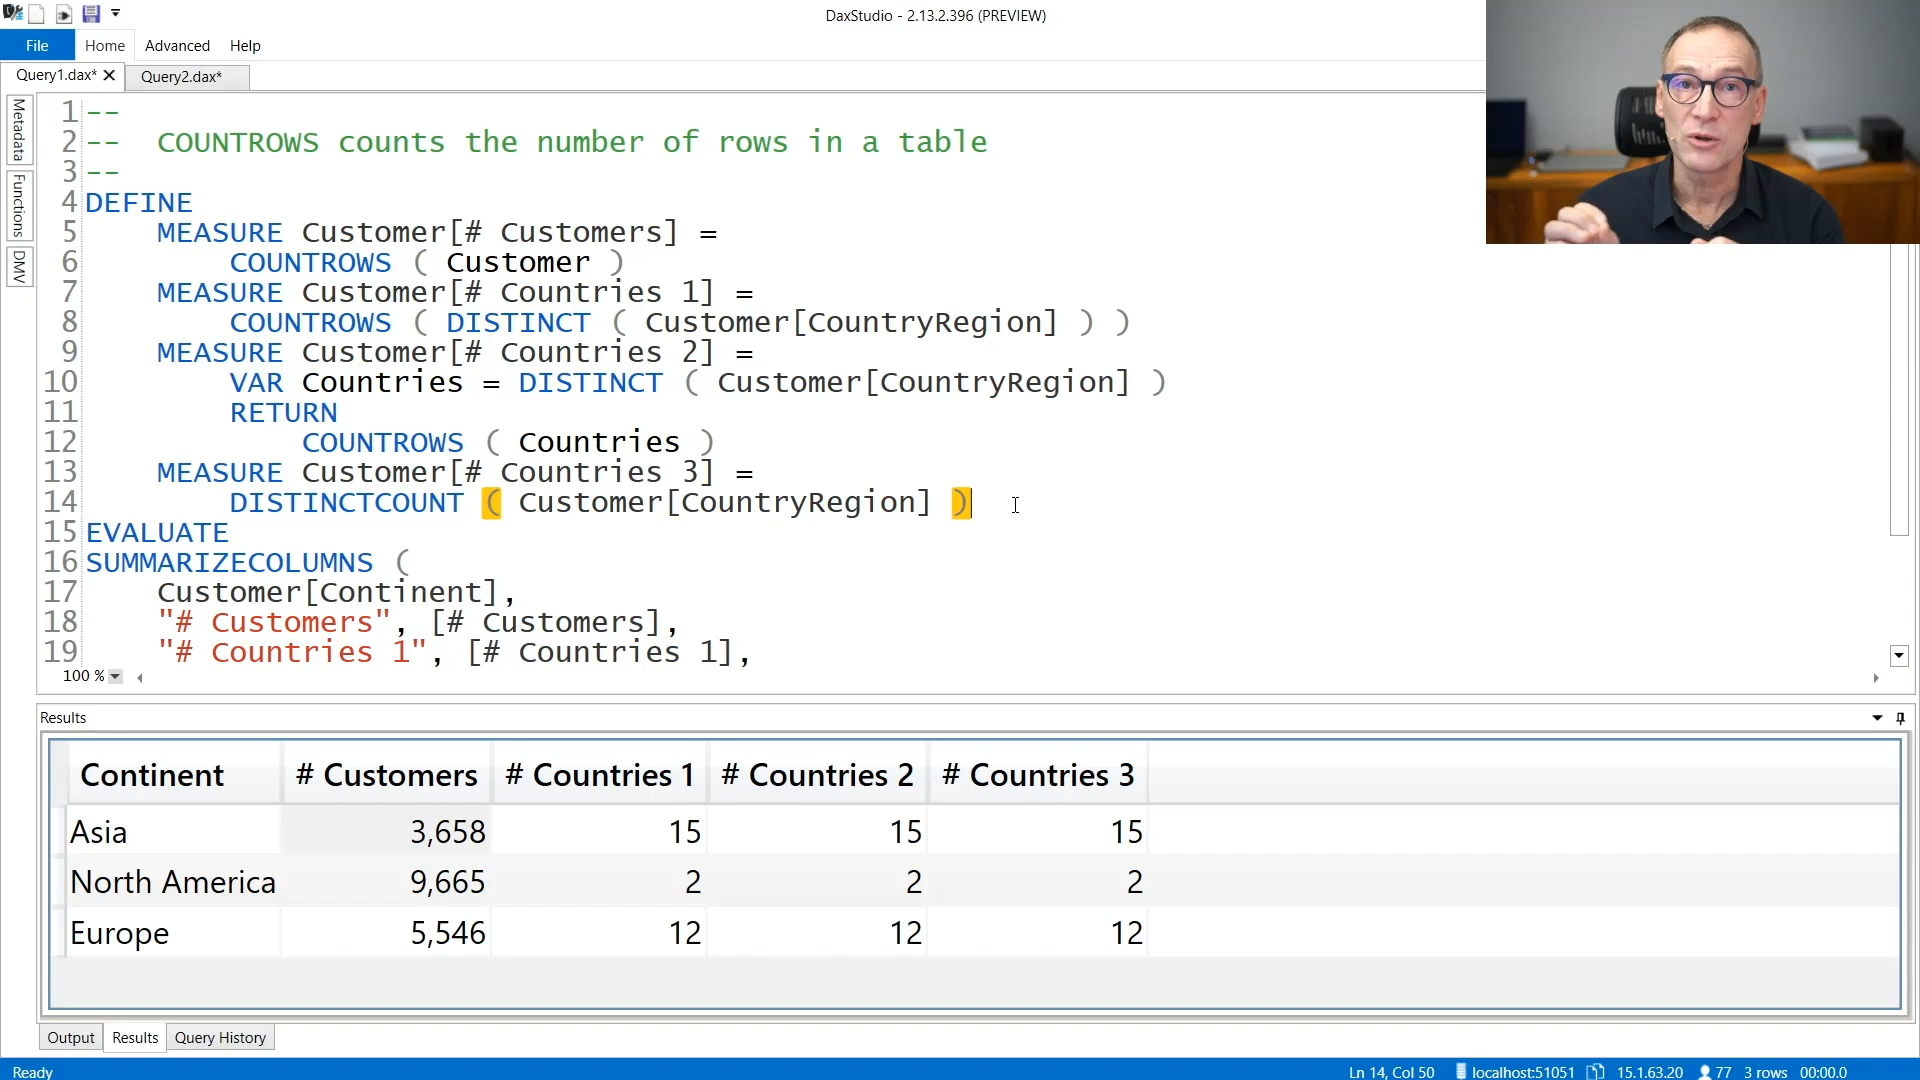 DaxStudio - 2.13.2.396 (PREVIEW)
File Home Advanced Help
Query1.dax* Query2.dax*
Metadata
Functions
DMV
1 --
2 --  COUNTROWS counts the number of rows in a table
3 --
4 DEFINE
5     MEASURE Customer[# Customers] =
6         COUNTROWS ( Customer )
7     MEASURE Customer[# Countries 1] =
8         COUNTROWS ( DISTINCT ( Customer[CountryRegion] ) )
9     MEASURE Customer[# Countries 2] =
10         VAR Countries = DISTINCT ( Customer[CountryRegion] )
11         RETURN
12             COUNTROWS ( Countries )
13     MEASURE Customer[# Countries 3] =
14         DISTINCTCOUNT ( Customer[CountryRegion] )
15 EVALUATE
16 SUMMARIZECOLUMNS (
17     Customer[Continent],
18     "# Customers", [# Customers],
19     "# Countries 1", [# Countries 1],
100 %
Results
Continent # Customers # Countries 1 # Countries 2 # Countries 3
Asia 3,658 15 15 15
North America 9,665 2 2 2
Europe 5,546 12 12 12
Output Results Query History
Ready Ln 14, Col 50 localhost:51051 15.1.63.20 77 3 rows 00:00.0